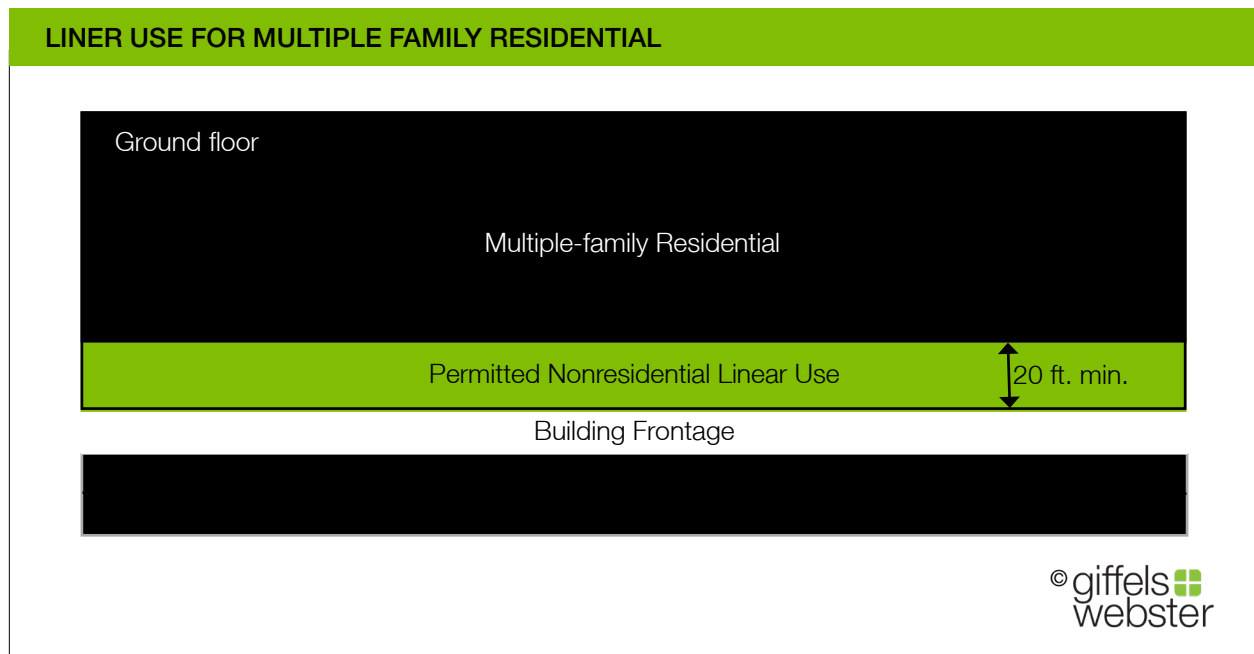 LINER USE FOR MULTIPLE FAMILY RESIDENTIAL
Ground floor
Multiple-family Residential
Permitted Nonresidential Linear Use
20 ft. min.
Building Frontage
© giffels
webster